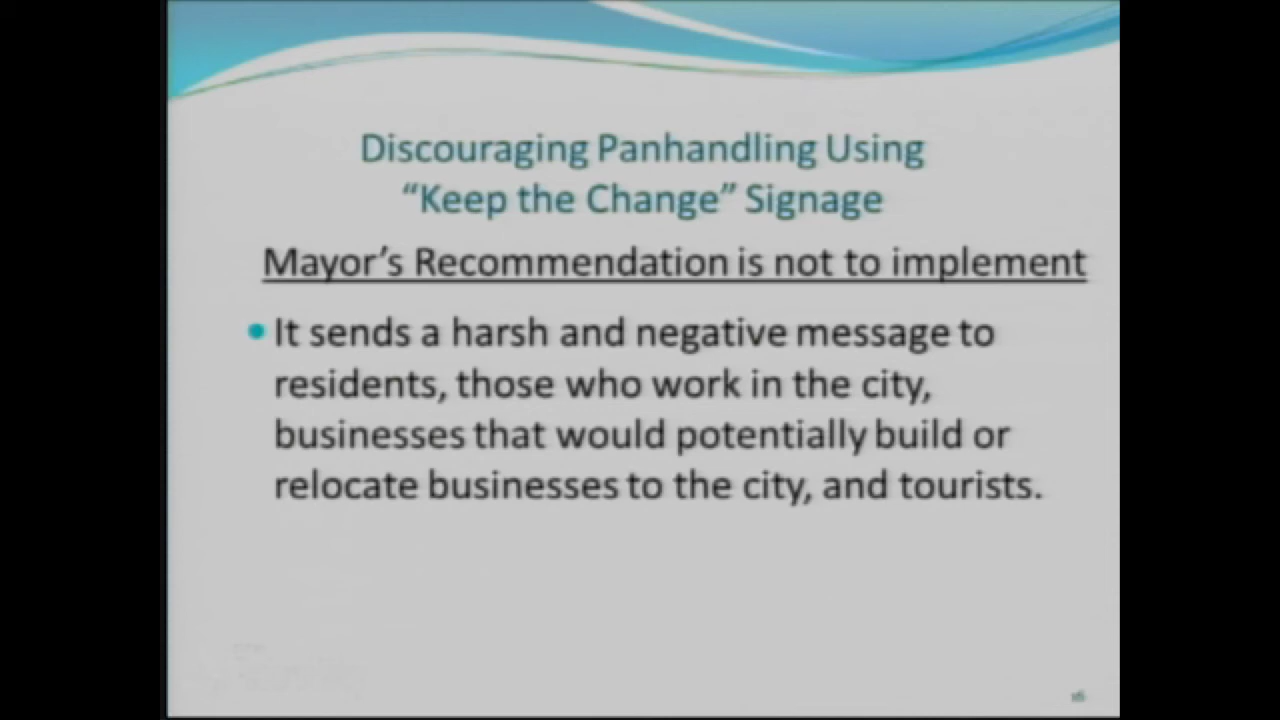 Discouraging Panhandling Using
“Keep the Change” Signage
Mayor’s Recommendation is not to implement
• It sends a harsh and negative message to
residents, those who work in the city,
businesses that would potentially build or
relocate businesses to the city, and tourists.
16